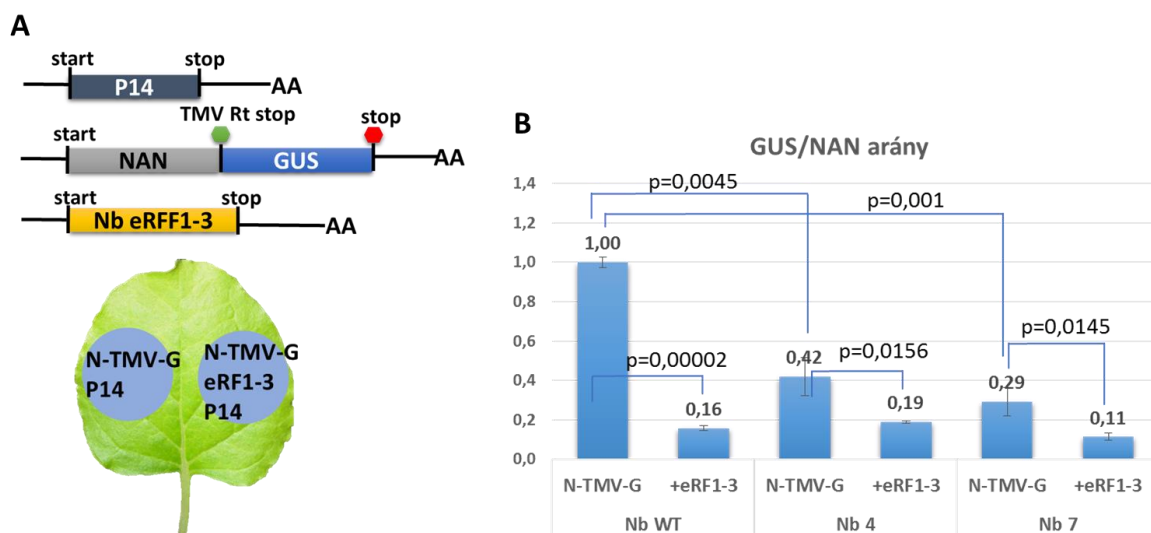 A
start stop
P14
AA
TMV Rt stop
start stop
NAN GUS
AA
start stop
Nb eRFF1-3
AA
N-TMV-G
P14
N-TMV-G
eRF1-3
P14
B
GUS/NAN arány
p=0,0045
p=0,001
p=0,00002
p=0,0156
p=0,0145
1,4
1,2
1,0
0,8
0,6
0,4
0,2
0,0
1,00
0,16
0,42
0,19
0,29
0,11
N-TMV-G +eRF1-3 N-TMV-G +eRF1-3 N-TMV-G +eRF1-3
Nb WT Nb 4 Nb 7